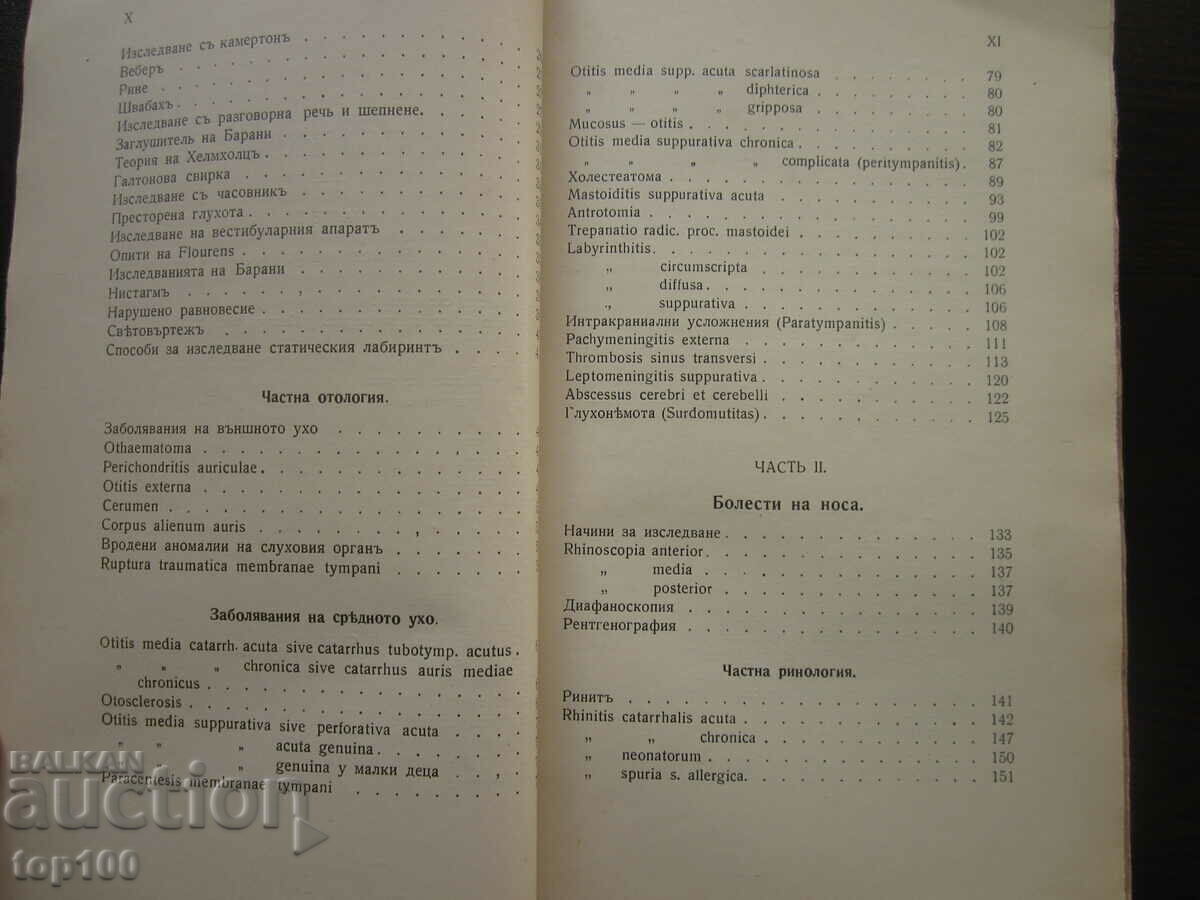 X
Изследване съ камертонъ
Веберъ
Рине
Швабахъ
Изследване съ разговорна речь и шепнене
Заглушитель на Барани
Теория на Хелмхолцъ
Галтонова свирка
Изследване съ часовникъ
Престорена глухота
Изследване на вестибуларния апаратъ
Опити на Flourens
Изследванията на Барани
Нистагмъ
Нарушено равновесие
Свѣтовъртежъ
Способи за изследване статическия лабиринтъ
Частна отология.
Заболявания на външното ухо
Othaematoma
Perichondritis auriculae
Otitis externa
Cerumen
Corpus alienum auris
Вродени аномалии на слуховия органъ
Ruptura traumatica membranae tympani
Заболявания на срѣдното ухо.
Otitis media catarrh. acuta sive catarrhus tubotymp. acutus
„ „ „ chronica sive catarrhus auris mediae
chronicus
Otosclerosis
Otitis media suppurativa sive perforativa acuta
„ „ „ acuta genuina
„ „ „ genuina у малки деца
Paracentesis membranae tympani
XI
Otitis media supp. acuta scarlatinosa 79
„ „ „ „ diphterica 80
„ „ „ „ gripposa 80
Mucosus — otitis 81
Otitis media suppurativa chronica 82
„ „ „ „ complicata (peritympanitis) 87
Холестеатома 89
Mastoiditis suppurativa acuta 93
Antrotomia 99
Trepanatio radic. proc. mastoidei 102
Labyrinthitis 102
„ circumscripta 102
„ diffusa 106
„ suppurativa 106
Интракраниални усложнения (Paratympanitis) 108
Pachymeningitis externa 111
Thrombosis sinus transversi 113
Leptomeningitis suppurativa 120
Abscessus cerebri et cerebelli 122
Глухонѣмота (Surdomutitas) 125
ЧАСТЬ II.
Болести на носа.
Начини за изследване 133
Rhinoscopia anterior 135
„ media 137
„ posterior 137
Диафаноскопия 139
Рентгенография 140
Частна ринология.
Ринитъ 141
Rhinitis catarrhalis acuta 142
„ „ chronica 147
„ neonatorum 150
„ spuria s. allergica. 151
BALKAN
auction
top100